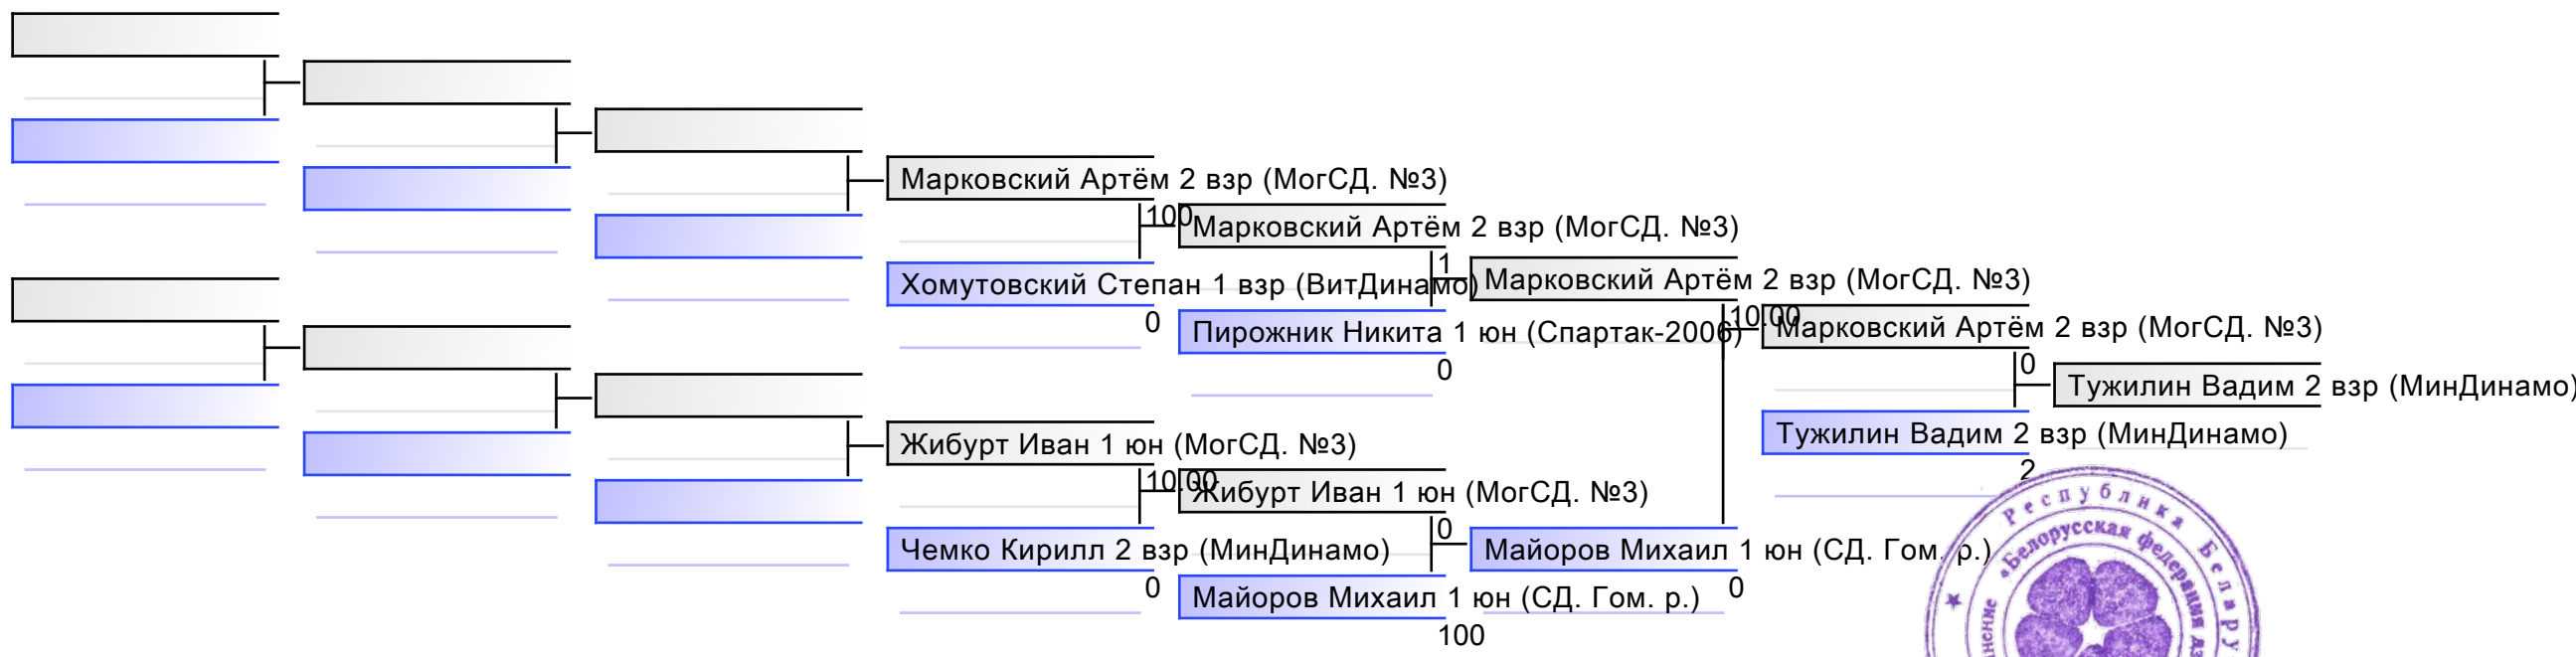 Марковский Артём 2 взр (МогСД. №3)
100
Марковский Артём 2 взр (МогСД. №3)
Хомутовский Степан 1 взр (ВитДинамо)
0
1
Марковский Артём 2 взр (МогСД. №3)
Пирожник Никита 1 юн (Спартак-2006)
0
10.00
Марковский Артём 2 взр (МогСД. №3)
0
Тужилин Вадим 2 взр (МинДинамо)
Тужилин Вадим 2 взр (МинДинамо)
2
Жибурт Иван 1 юн (МогСД. №3)
10.00
Жибурт Иван 1 юн (МогСД. №3)
Чемко Кирилл 2 взр (МинДинамо)
0
0
Майоров Михаил 1 юн (СД. Гом. р.)
0
Майоров Михаил 1 юн (СД. Гом. р.)
100
Республика
«Белорусская